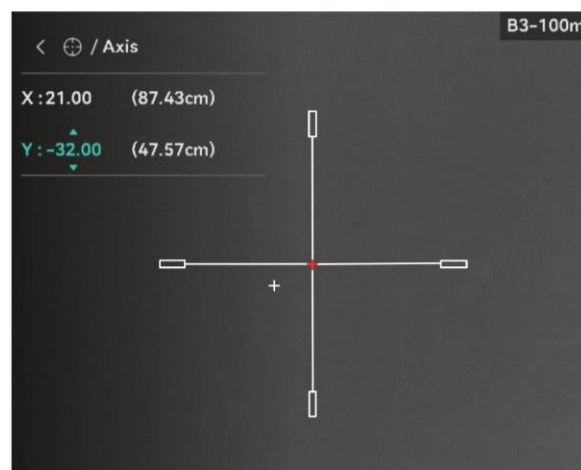 B3-100m
< / Axis
X : 21.00 (87.43cm)
Y : -32.00 (47.57cm)